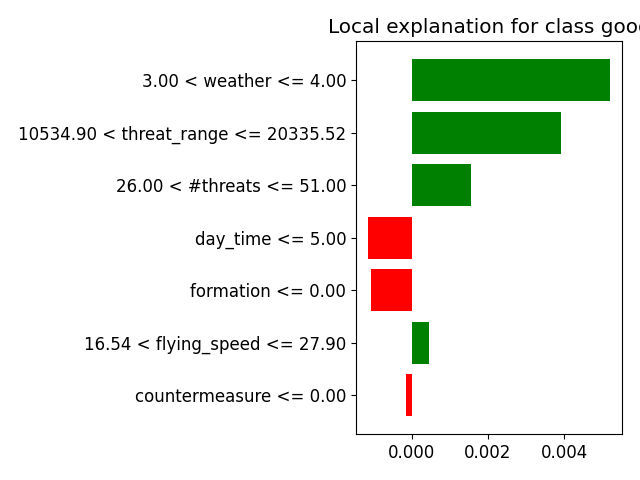 Local explanation for class goo
3.00 < weather <= 4.00
10534.90 < threat_range <= 20335.52
26.00 < #threats <= 51.00
day_time <= 5.00
formation <= 0.00
16.54 < flying_speed <= 27.90
countermeasure <= 0.00
0.000 0.002 0.004